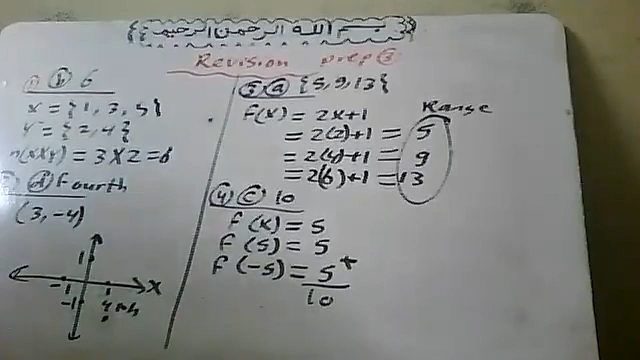 بسم الله الرحمن الرحيم
Revision prep 3
1 b 6
X = {1, 3, 5}
Y = {2, 4}
n(X×Y) = 3 × 2 = 6
d fourth
(3, -4)
1
-1 1 X
-1 4th
3 a {5, 9, 13}
Range
f(x) = 2x+1
= 2(2)+1 = 5
= 2(4)+1 = 9
= 2(6)+1 = 13
4 c 10
f(x) = 5
f(5) = 5
f(-5) = 5 +
10